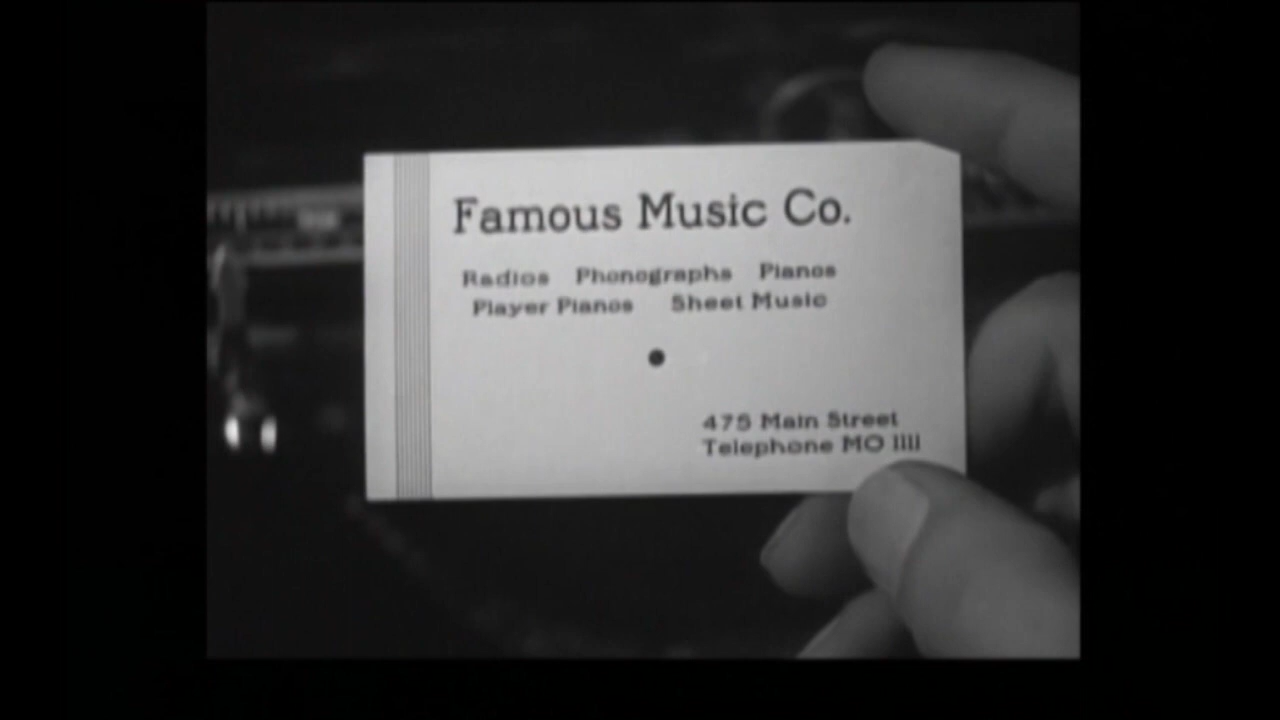 Famous Music Co.
Radios Phonographs Pianos
Player Pianos Sheet Music
475 Main Street
Telephone MO 1111